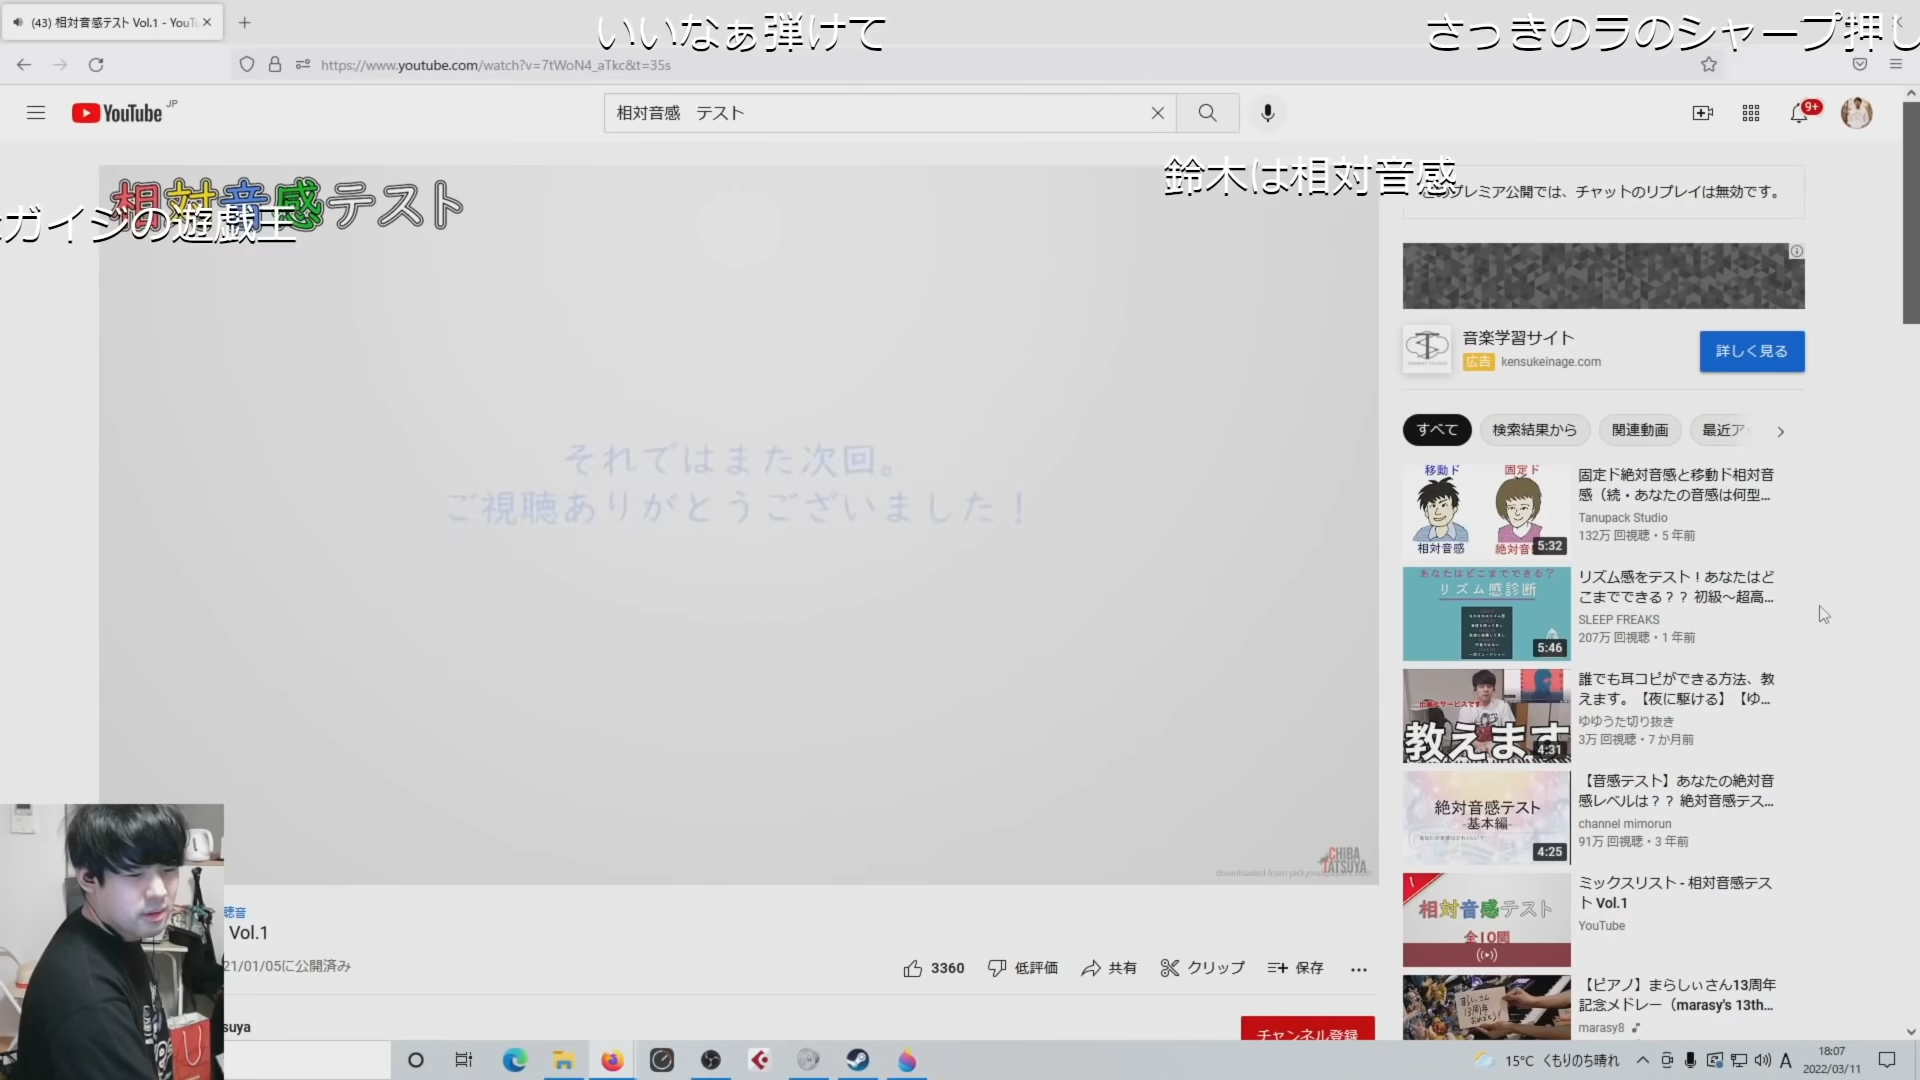 (43) 相対音感テスト Vol.1 - YouTu
いいなぁ弾けて
さっきのラのシャープ押し
https://www.youtube.com/watch?v=7tWoN4_aTkc&t=35s
YouTube JP
相対音感 テスト
9+
鈴木は相対音感
プレミア公開では、チャットのリプレイは無効です。
相対音感テスト
ガイジの遊戯王
音楽学習サイト
広告 kensukeinage.com
詳しく見る
すべて 検索結果から 関連動画 最近ア
それではまた次回。
ご視聴ありがとうございました！
移動ド 固定ド
相対音感 絶対音
5:32
固定ド絶対音感と移動ド相対音
感（続・あなたの音感は何型...
Tanupack Studio
132万 回視聴・5 年前
あなたはどこまでできる？
リズム感診断
5:46
リズム感をテスト！あなたはど
こまでできる？？ 初級～超高...
SLEEP FREAKS
207万 回視聴・1 年前
教えます
4:31
誰でも耳コピができる方法、教
えます。【夜に駆ける】【ゆ...
ゆゆうた切り抜き
3万 回視聴・7 か月前
絶対音感テスト
-基本編-
4:25
【音感テスト】あなたの絶対音
感レベルは？？ 絶対音感テス...
channel mimorun
91万 回視聴・3 年前
相対音感テスト
全10問
ミックスリスト - 相対音感テス
ト Vol.1
YouTube
【ピアノ】まらしぃさん13周年
記念メドレー（marasy's 13th...
marasy8
CHIBA
TATSUYA
聴音
Vol.1
21/01/05に公開済み
3360 低評価 共有 クリップ 保存
suya
チャンネル登録
15°C くもりのち晴れ
A
18:07
2022/03/11